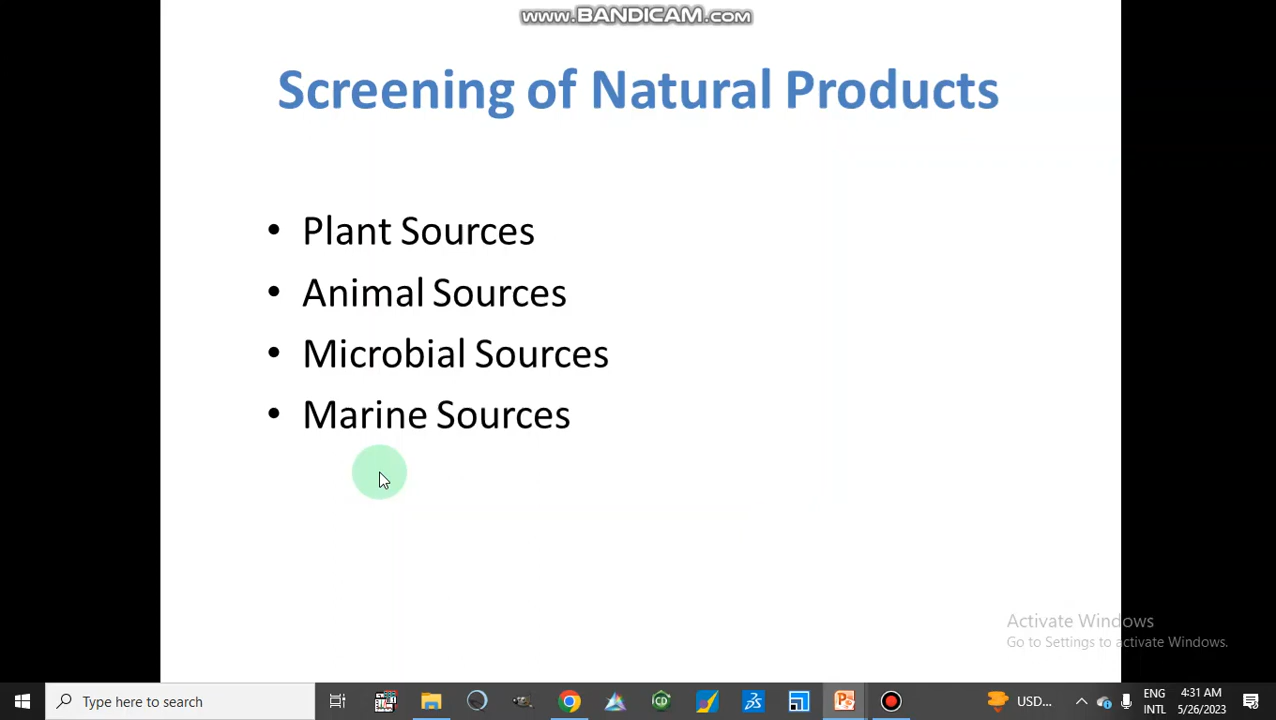 www.BANDICAM.com
Screening of Natural Products
• Plant Sources
• Animal Sources
• Microbial Sources
• Marine Sources
Activate Windows
Go to Settings to activate Windows.
Type here to search
USD...
ENG
INTL
4:31 AM
5/26/2023